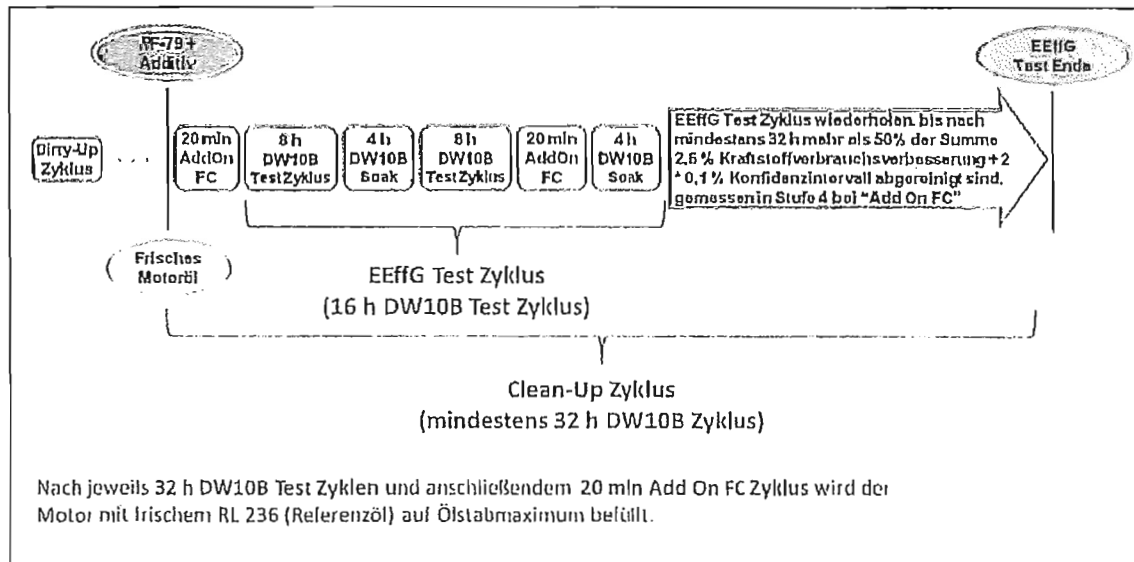 RF-79 +
Additiv
EEffG
Test Ende
Dirty-Up
Zyklus
...
20 min
AddOn
FC
8 h
DW10B
TestZyklus
4 h
DW10B
Soak
8 h
DW10B
TestZyklus
20 min
AddOn
FC
4 h
DW10B
Soak
EEffG Test Zyklus wiederholen, bis nach
mindestens 32 h mehr als 50% der Summe
2,6 % Kraftstoffverbrauchsverbesserung + 2
* 0,1 % Konfidenzintervall abgereinigt sind,
gemessen in Stufe 4 bei "Add On FC"
( Frisches
Motoröl )
EEffG Test Zyklus
(16 h DW10B Test Zyklus)
Clean-Up Zyklus
(mindestens 32 h DW10B Zyklus)
Nach jeweils 32 h DW10B Test Zyklen und anschließendem 20 min Add On FC Zyklus wird der
Motor mit frischem RL 236 (Referenzöl) auf Ölstabmaximum befüllt.